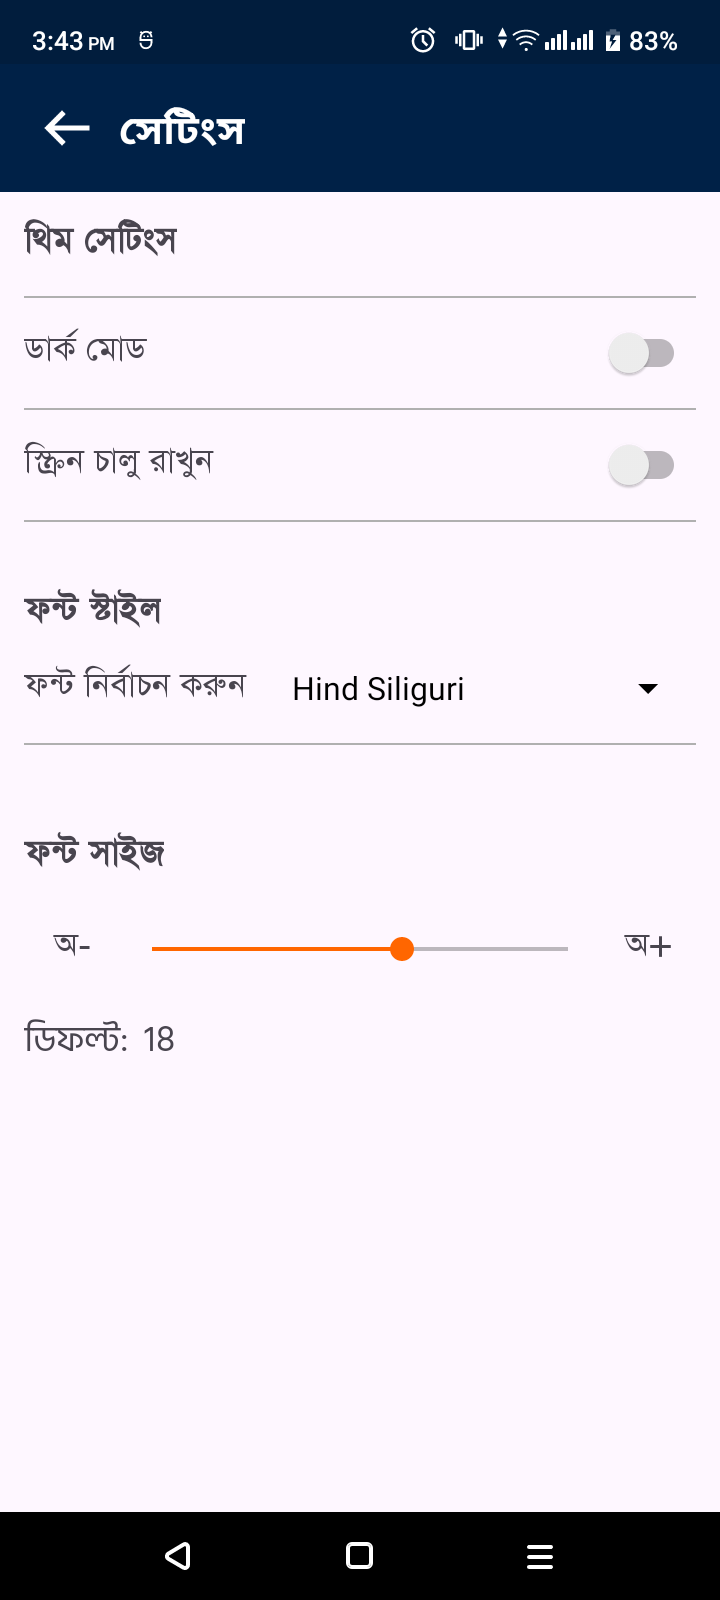 3:43 PM 83%
সেটিংস
থিম সেটিংস
ডার্ক মোড
স্ক্রিন চালু রাখুন
ফন্ট স্টাইল
ফন্ট নির্বাচন করুন Hind Siliguri
ফন্ট সাইজ
অ- অ+
ডিফল্ট: 18